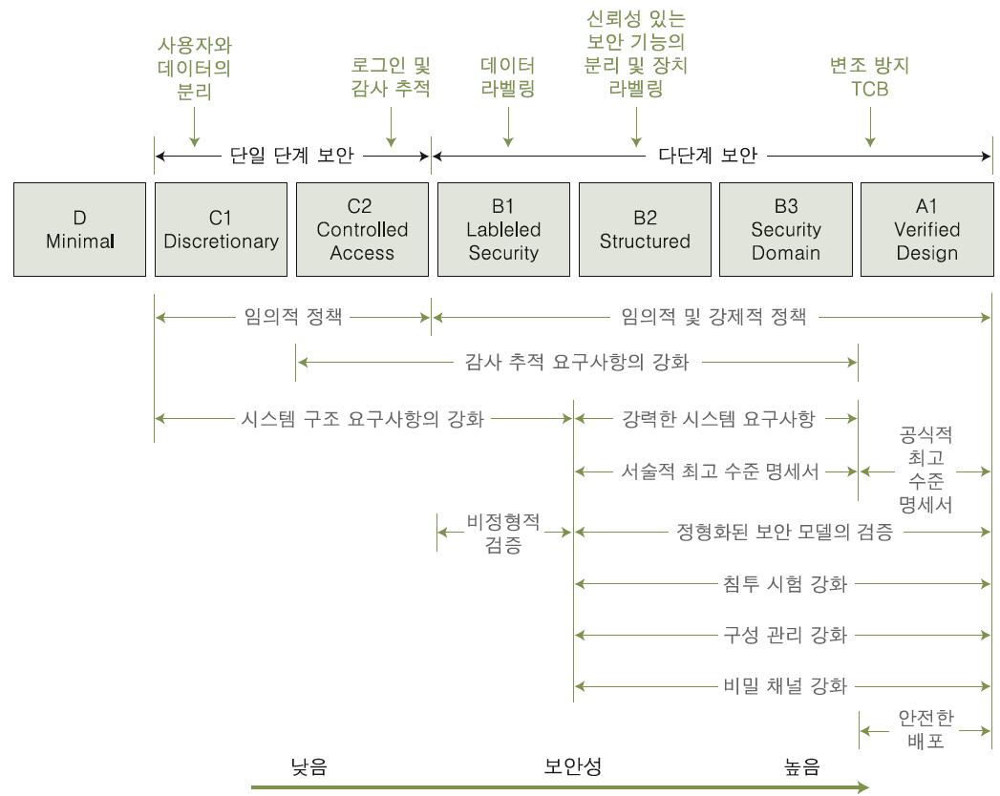 사용자와
데이터의
분리
로그인 및
감사 추적
데이터
라벨링
신뢰성 있는
보안 기능의
분리 및 장치
라벨링
변조 방지
TCB
단일 단계 보안
다단계 보안
D
Minimal
C1
Discretionary
C2
Controlled
Access
B1
Lableled
Security
B2
Structured
B3
Security
Domain
A1
Verified
Design
임의적 정책
임의적 및 강제적 정책
감사 추적 요구사항의 강화
시스템 구조 요구사항의 강화
강력한 시스템 요구사항
서술적 최고 수준 명세서
공식적
최고
수준
명세서
비정형적
검증
정형화된 보안 모델의 검증
침투 시험 강화
구성 관리 강화
비밀 채널 강화
안전한
배포
낮음
보안성
높음